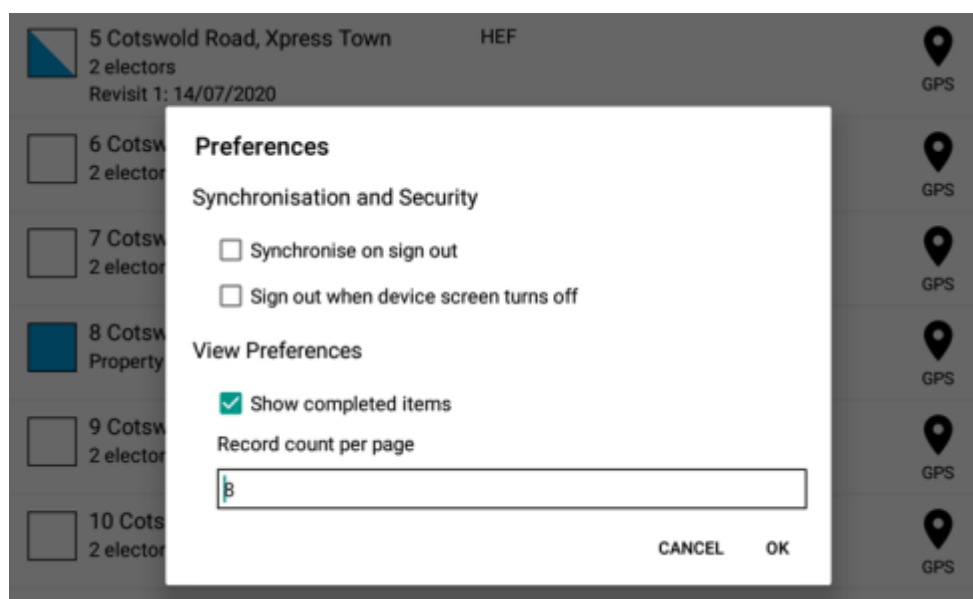 5 Cotswold Road, Xpress Town HEF
2 electors
Revisit 1: 14/07/2020
GPS
6 Cotsw
2 elector
GPS
7 Cotsw
2 elector
GPS
8 Cotsw
Property
GPS
9 Cotsw
2 elector
GPS
10 Cots
2 elector
GPS
Preferences
Synchronisation and Security
Synchronise on sign out
Sign out when device screen turns off
View Preferences
Show completed items
Record count per page
8
CANCEL OK